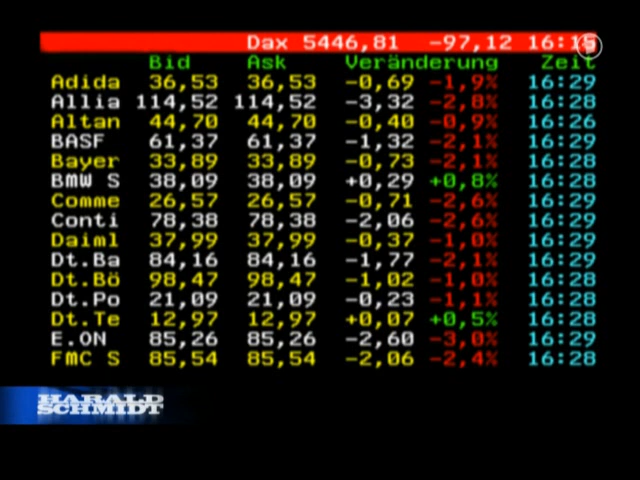 Dax 5446,81 -97,12 16:15
Bid Ask Veränderung Zeit
Adida 36,53 36,53 -0,69 -1,9% 16:29
Allia 114,52 114,52 -3,32 -2,8% 16:28
Altan 44,70 44,70 -0,40 -0,9% 16:26
BASF 61,37 61,37 -1,32 -2,1% 16:29
Bayer 33,89 33,89 -0,73 -2,1% 16:28
BMW S 38,09 38,09 +0,29 +0,8% 16:28
Comme 26,57 26,57 -0,71 -2,6% 16:29
Conti 78,38 78,38 -2,06 -2,6% 16:29
Daiml 37,99 37,99 -0,37 -1,0% 16:29
Dt.Ba 84,16 84,16 -1,77 -2,1% 16:29
Dt.Bö 98,47 98,47 -1,02 -1,0% 16:28
Dt.Po 21,09 21,09 -0,23 -1,1% 16:28
Dt.Te 12,97 12,97 +0,07 +0,5% 16:28
E.ON 85,26 85,26 -2,60 -3,0% 16:29
FMC S 85,54 85,54 -2,06 -2,4% 16:28
HARALD
SCHMIDT